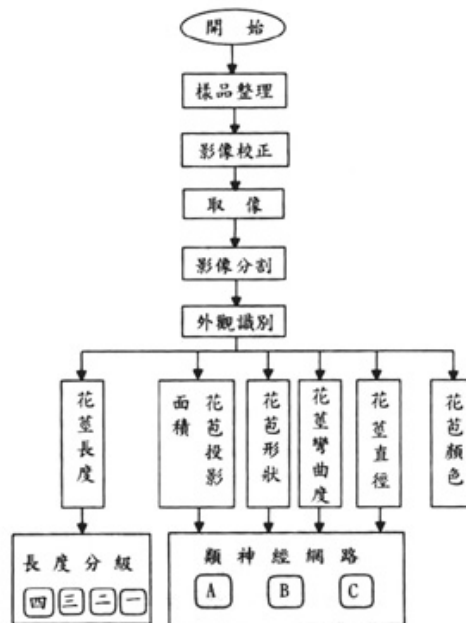 開始
樣品整理
影像校正
取像
影像分割
外觀識別
花莖長度
花苞投影
面積
花苞形狀
花莖彎曲度
花莖直徑
花苞顏色
長度分級
四 三 二 一
類神經網路
A B C